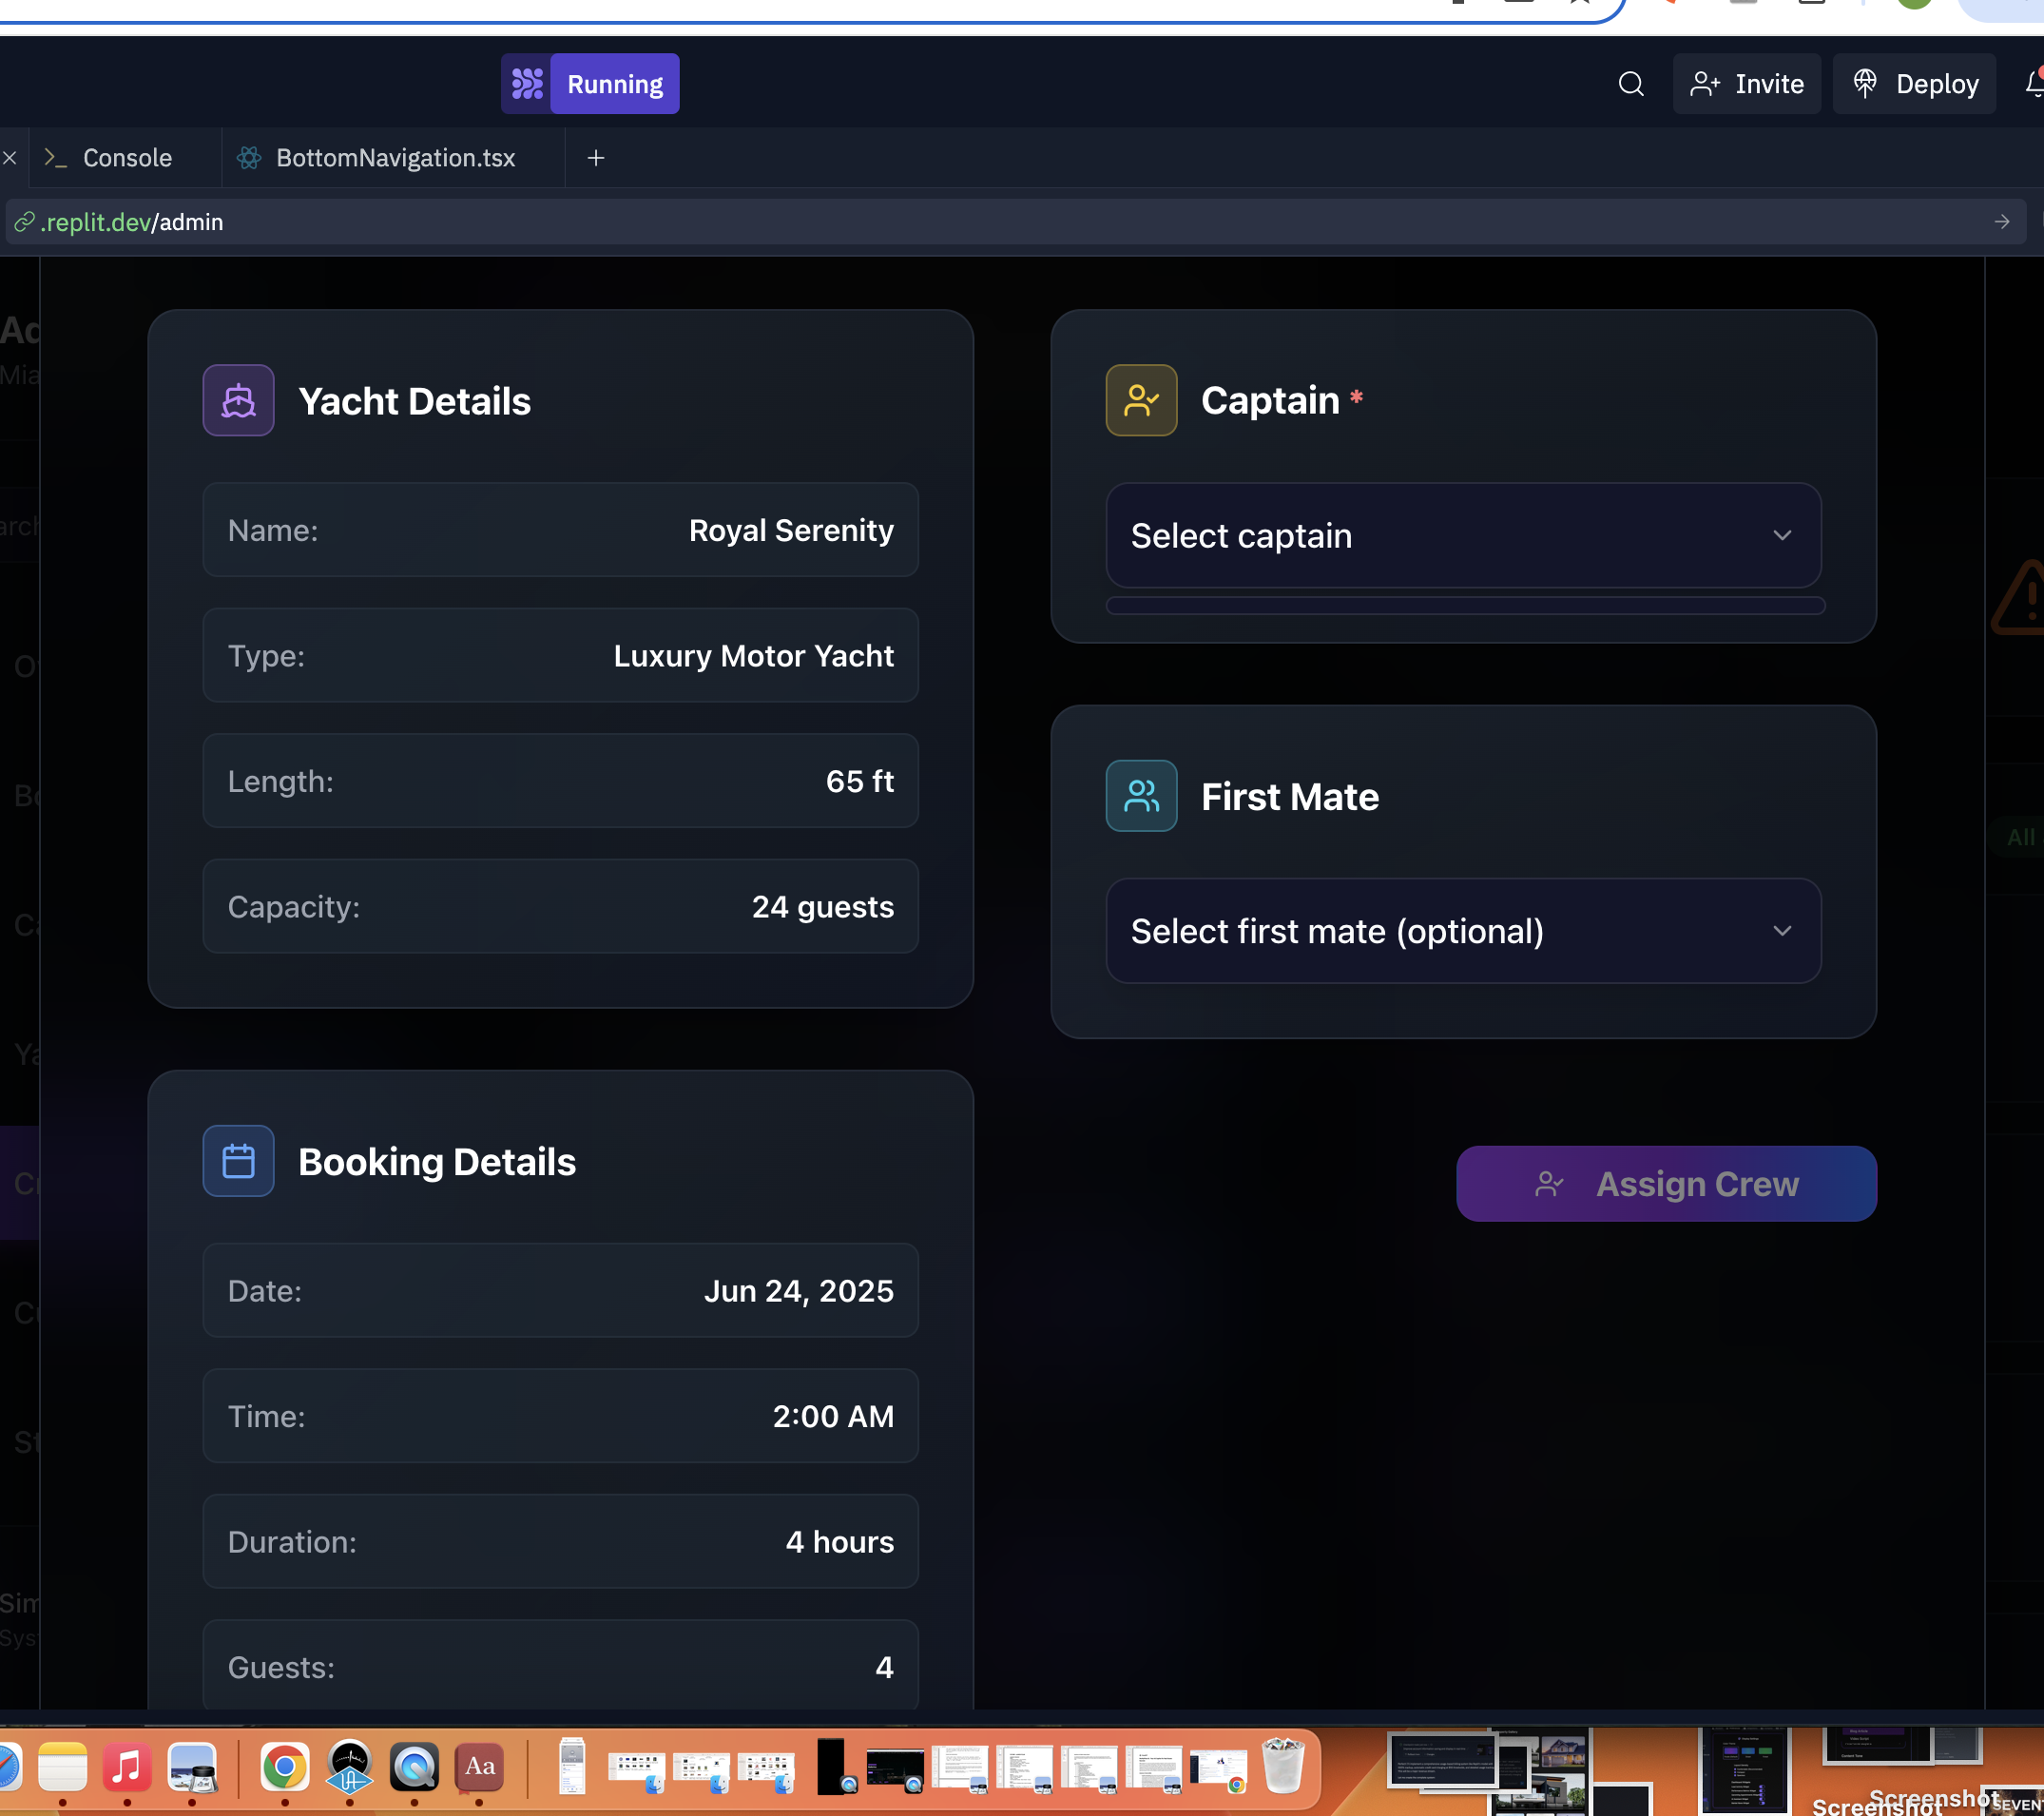 Running
Invite
Deploy
Console
BottomNavigation.tsx
.replit.dev/admin
Yacht Details
Name:
Royal Serenity
Type:
Luxury Motor Yacht
Length:
65 ft
Capacity:
24 guests
Booking Details
Date:
Jun 24, 2025
Time:
2:00 AM
Duration:
4 hours
Guests:
4
Captain *
Select captain
First Mate
Select first mate (optional)
Assign Crew
All
Aa
Screenshot
Screenshot